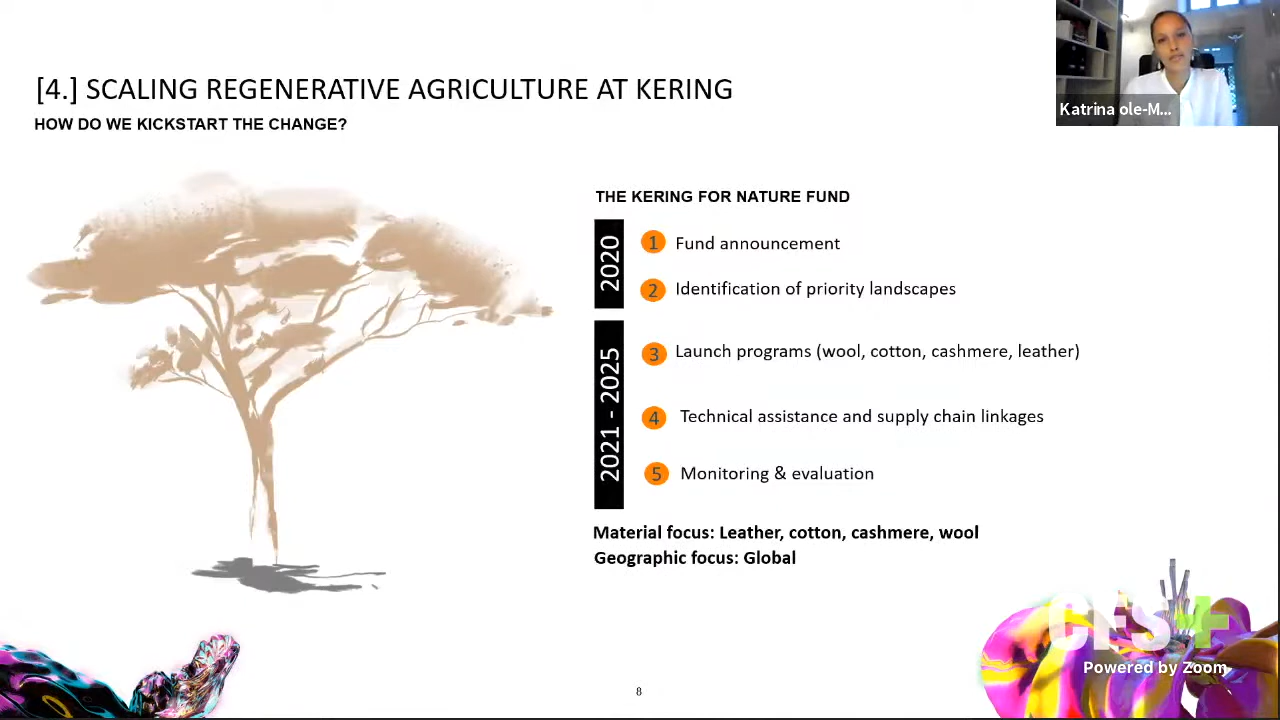 Katrina ole-M...
[4.] SCALING REGENERATIVE AGRICULTURE AT KERING
HOW DO WE KICKSTART THE CHANGE?
THE KERING FOR NATURE FUND
2020
1 Fund announcement
2 Identification of priority landscapes
2021 - 2025
3 Launch programs (wool, cotton, cashmere, leather)
4 Technical assistance and supply chain linkages
5 Monitoring & evaluation
Material focus: Leather, cotton, cashmere, wool
Geographic focus: Global
CFS+
Powered by Zoom
8